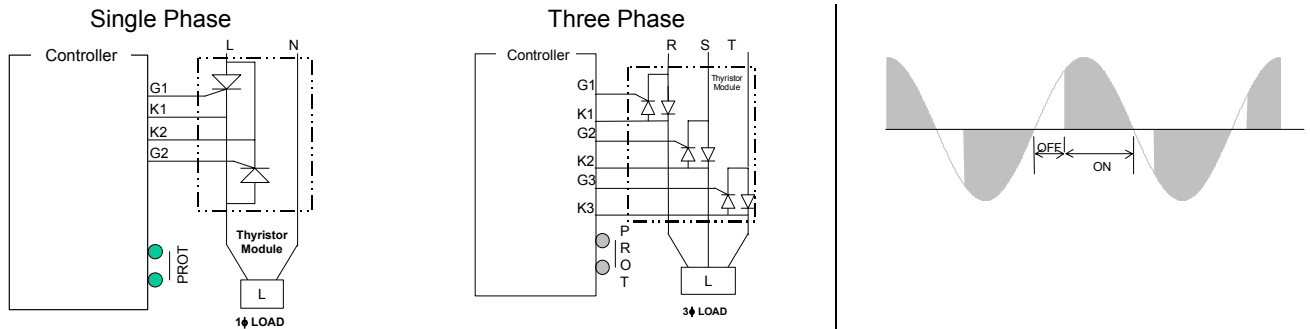 Single Phase
Controller
L N
G1
K1
K2
G2
PROT
Thyristor
Module
L
1ϕ LOAD
Three Phase
Controller
R S T
Thyristor
Module
G1
K1
G2
K2
G3
K3
PROT
L
3ϕ LOAD
OFF
ON